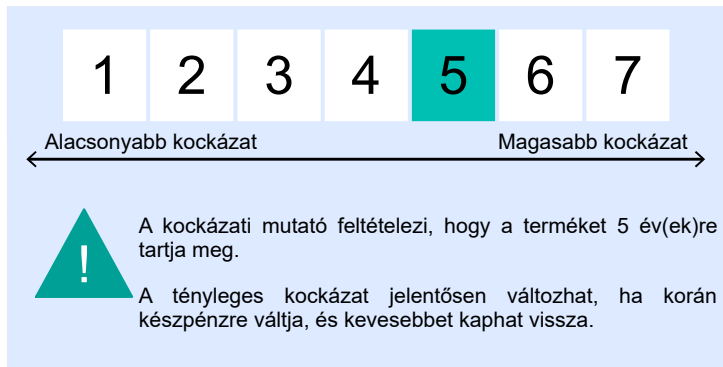 1 2 3 4 5 6 7
Alacsonyabb kockázat Magasabb kockázat
!
A kockázati mutató feltételezi, hogy a terméket 5 év(ek)re
tartja meg.
A tényleges kockázat jelentősen változhat, ha korán
készpénzre váltja, és kevesebbet kaphat vissza.